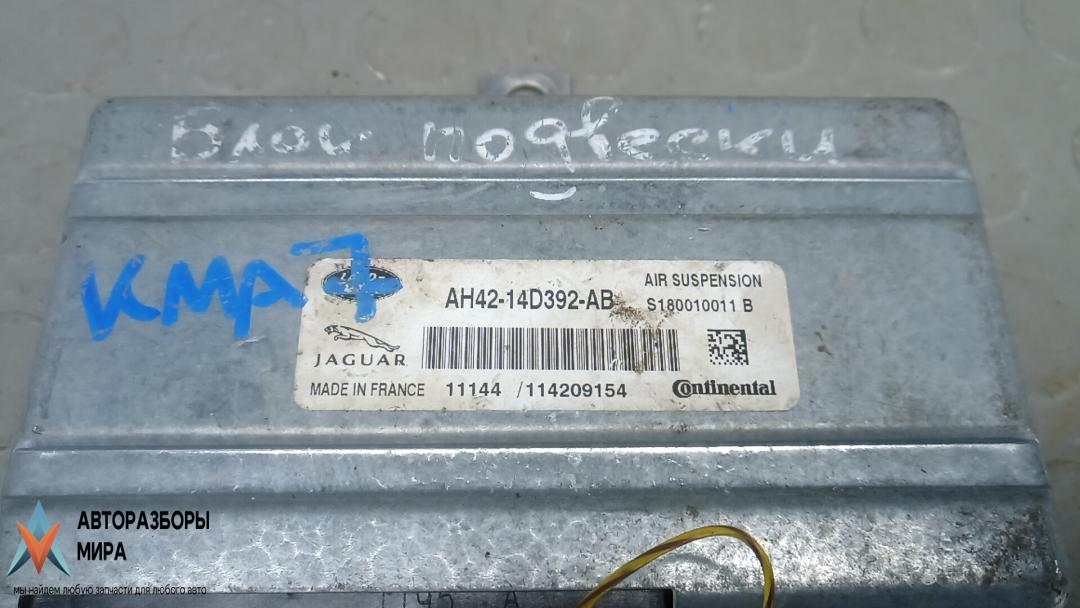 Блок подвески
КМА7
AH42-14D392-AB
AIR SUSPENSION
S180010011 B
JAGUAR
MADE IN FRANCE
11144 /114209154
Continental
АВТОРАЗБОРЫ
МИРА
мы найдем любую запчасти для любого авто